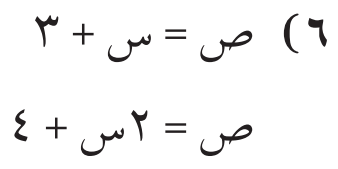 ٦) ص = س + ٣
ص = ٢س + ٤